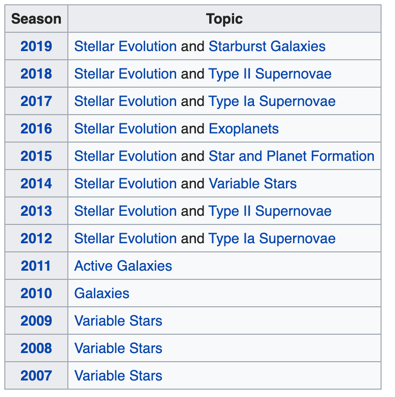 Season Topic
2019 Stellar Evolution and Starburst Galaxies
2018 Stellar Evolution and Type II Supernovae
2017 Stellar Evolution and Type Ia Supernovae
2016 Stellar Evolution and Exoplanets
2015 Stellar Evolution and Star and Planet Formation
2014 Stellar Evolution and Variable Stars
2013 Stellar Evolution and Type II Supernovae
2012 Stellar Evolution and Type Ia Supernovae
2011 Active Galaxies
2010 Galaxies
2009 Variable Stars
2008 Variable Stars
2007 Variable Stars